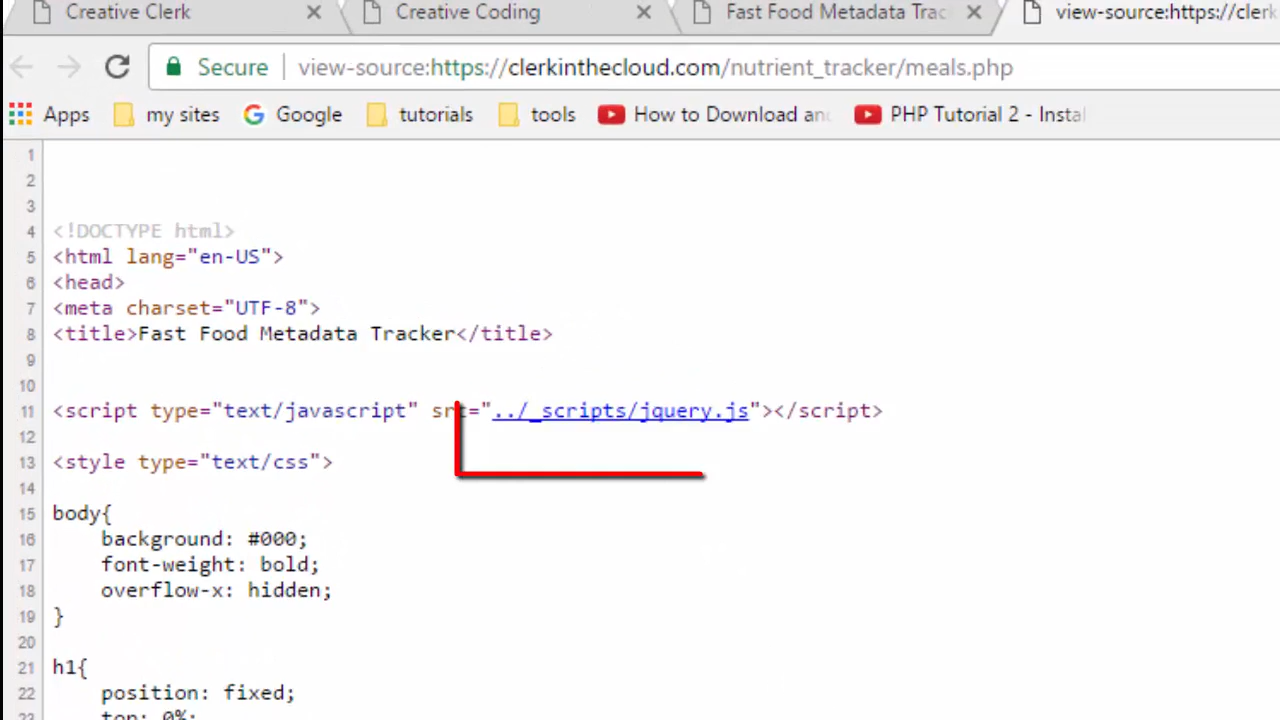 Creative Clerk
Creative Coding
Fast Food Metadata Trac
view-source:https://clerk
Secure
view-source:https://clerkinthecloud.com/nutrient_tracker/meals.php
Apps
my sites
Google
tutorials
tools
How to Download an
PHP Tutorial 2 - Instal
1
2
3
4 <!DOCTYPE html>
5 <html lang="en-US">
6 <head>
7 <meta charset="UTF-8">
8 <title>Fast Food Metadata Tracker</title>
9
10
11 <script type="text/javascript" src="../_scripts/jquery.js"></script>
12
13 <style type="text/css">
14
15 body{
16 background: #000;
17 font-weight: bold;
18 overflow-x: hidden;
19 }
20
21 h1{
22 position: fixed;
23 top: 0%;